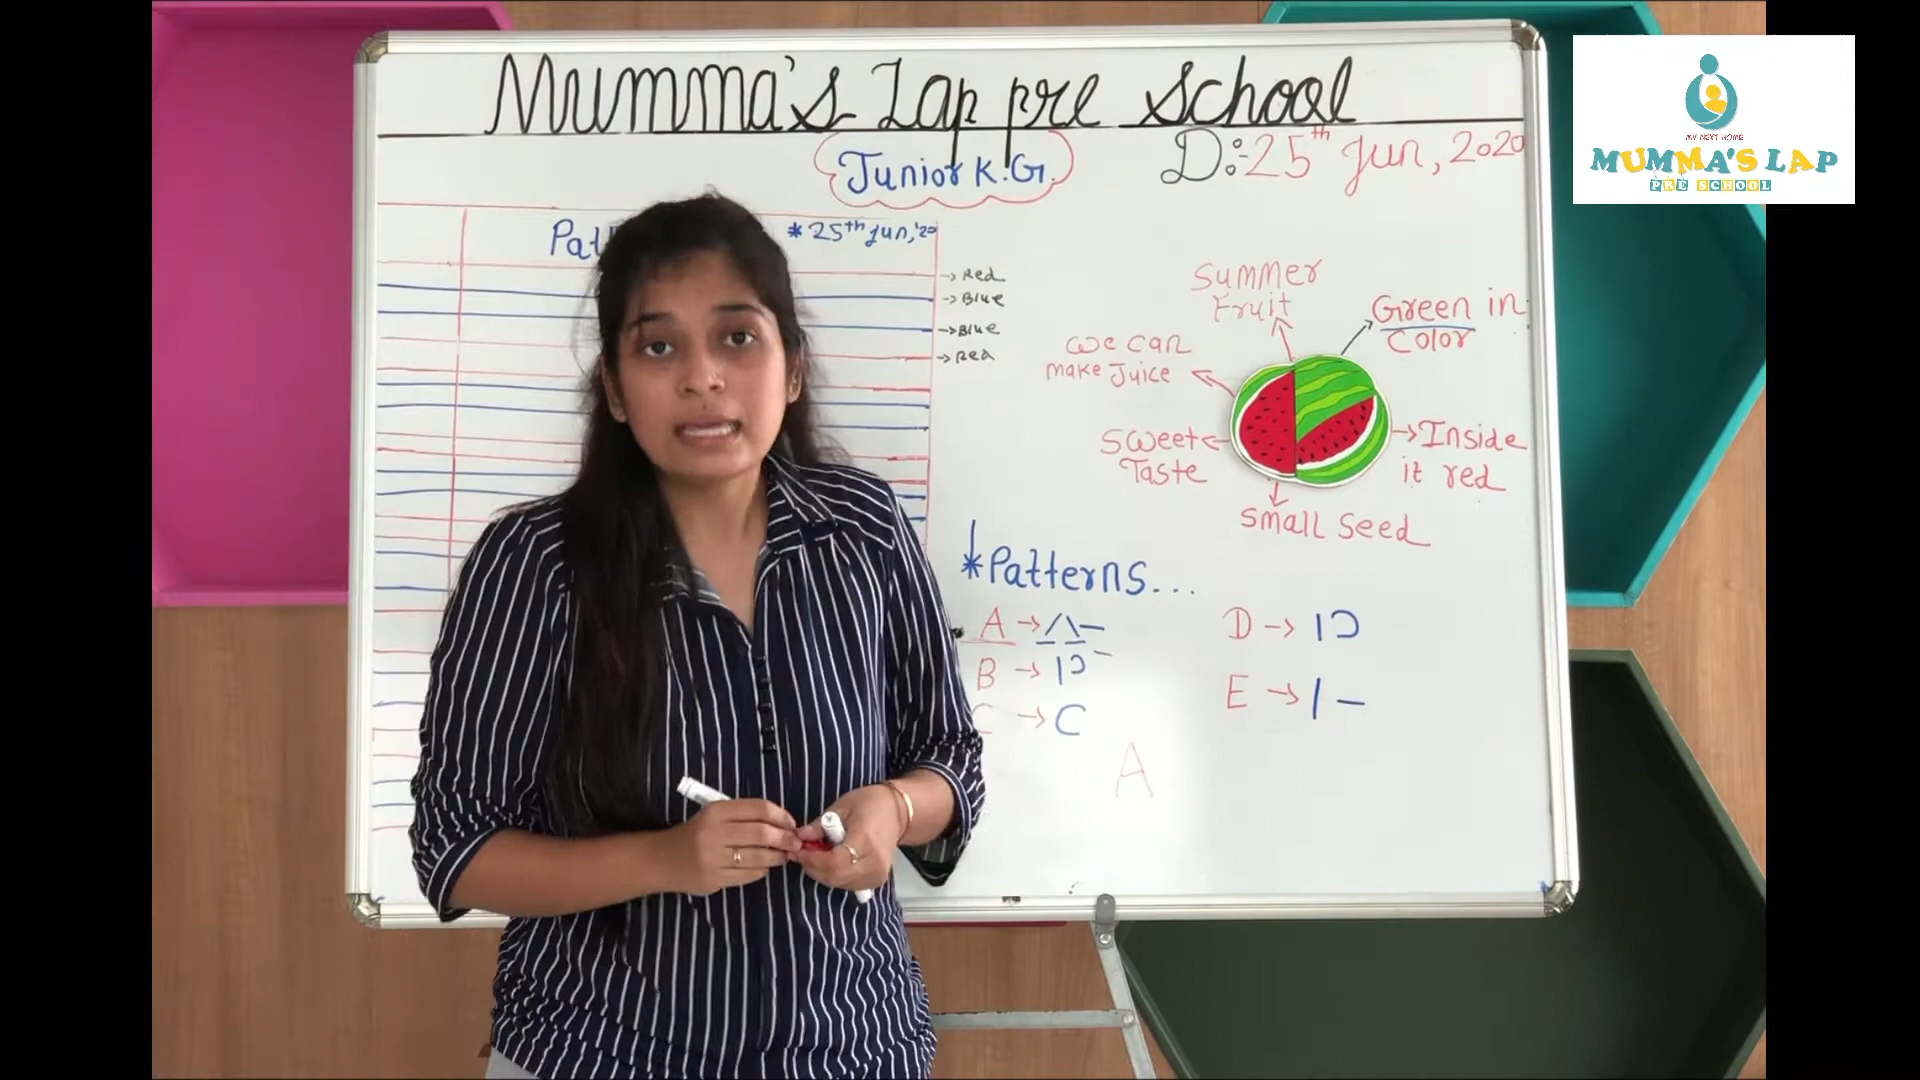 Mumma's Lap pre School
Junior K.G.
D:- 25th Jun, 2020
* 25th Jun,'20
→ Red
→ Blue
→ Blue
→ Red
Summer
Fruit
Green in
Color
We can
make Juice
Sweet
Taste
Inside
it red
Small Seed
*Patterns...
A → / \ —
B → 1Ɔ
C → C
D → 1Ɔ
E → | —
A
MY NEXT HOME
MUMMA'S LAP
PRE SCHOOL